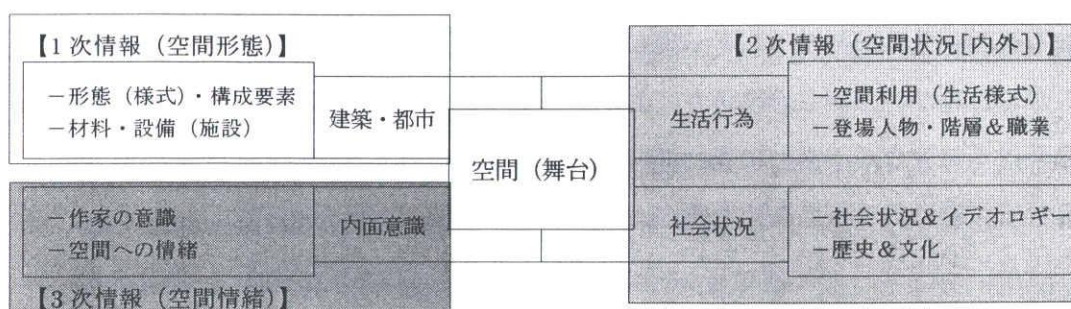 【1次情報（空間形態）】
－形態（様式）・構成要素
－材料・設備（施設）
建築・都市
【2次情報（空間状況[内外]）】
生活行為
－空間利用（生活様式）
－登場人物・階層＆職業
空間（舞台）
－作家の意識
－空間への情緒
内面意識
【3次情報（空間情緒）】
社会状況
－社会状況＆イデオロギー
－歴史＆文化